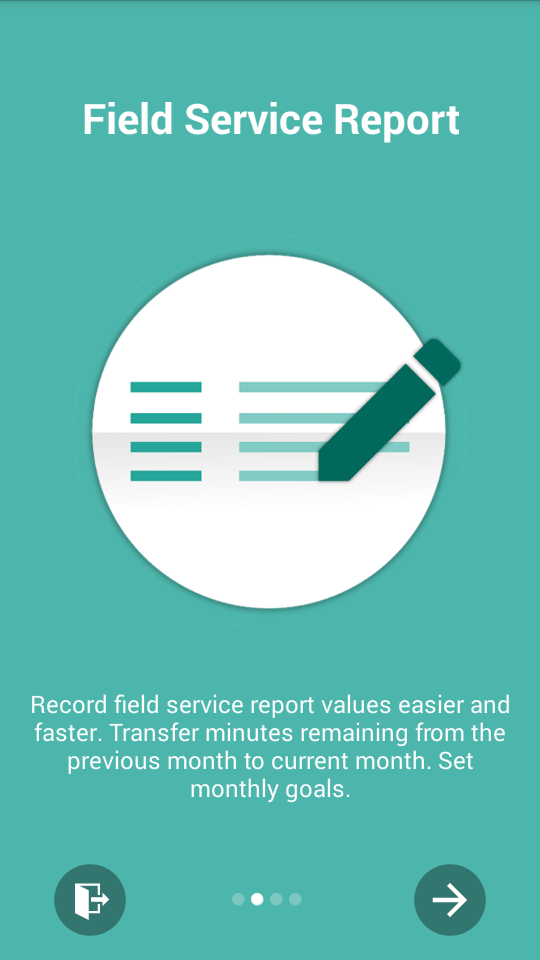 Field Service Report
Record field service report values easier and
faster. Transfer minutes remaining from the
previous month to current month. Set
monthly goals.